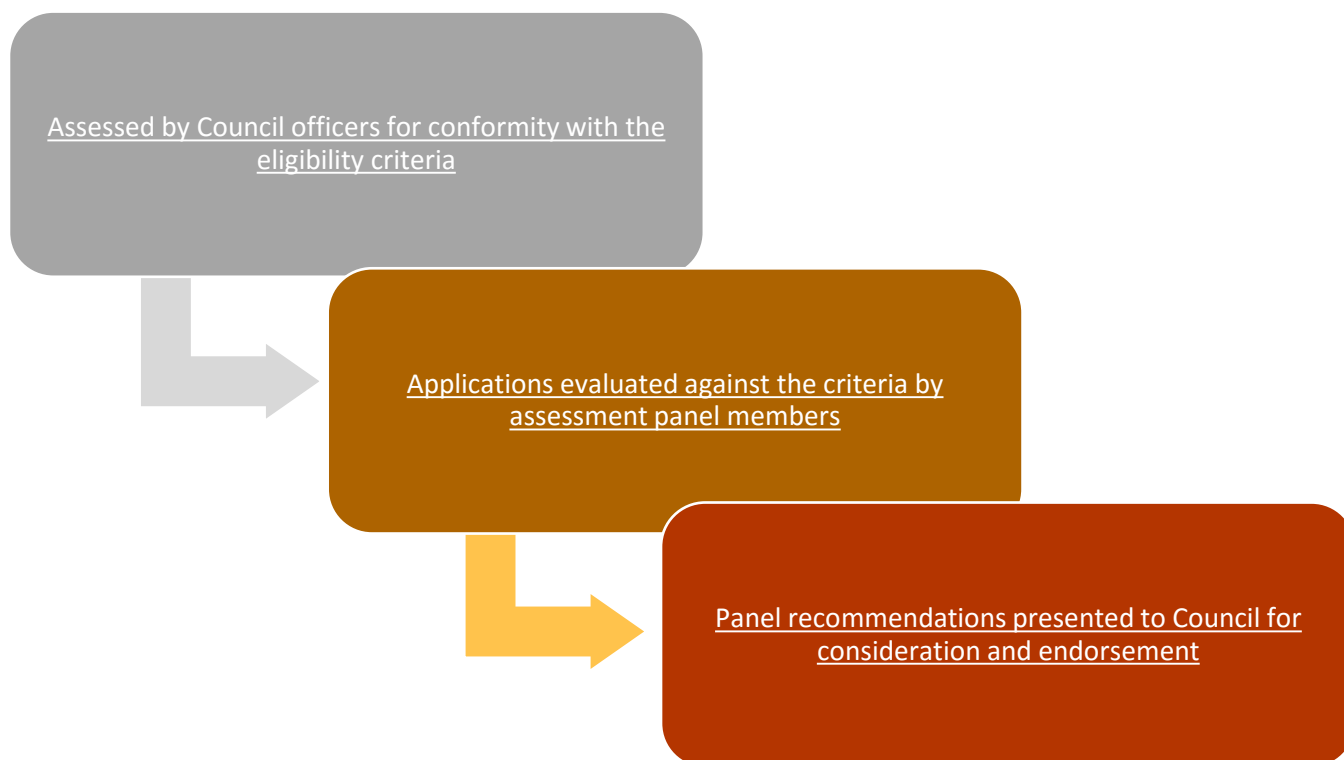 Assessed by Council officers for conformity with the
eligibility criteria
Applications evaluated against the criteria by
assessment panel members
Panel recommendations presented to Council for
consideration and endorsement